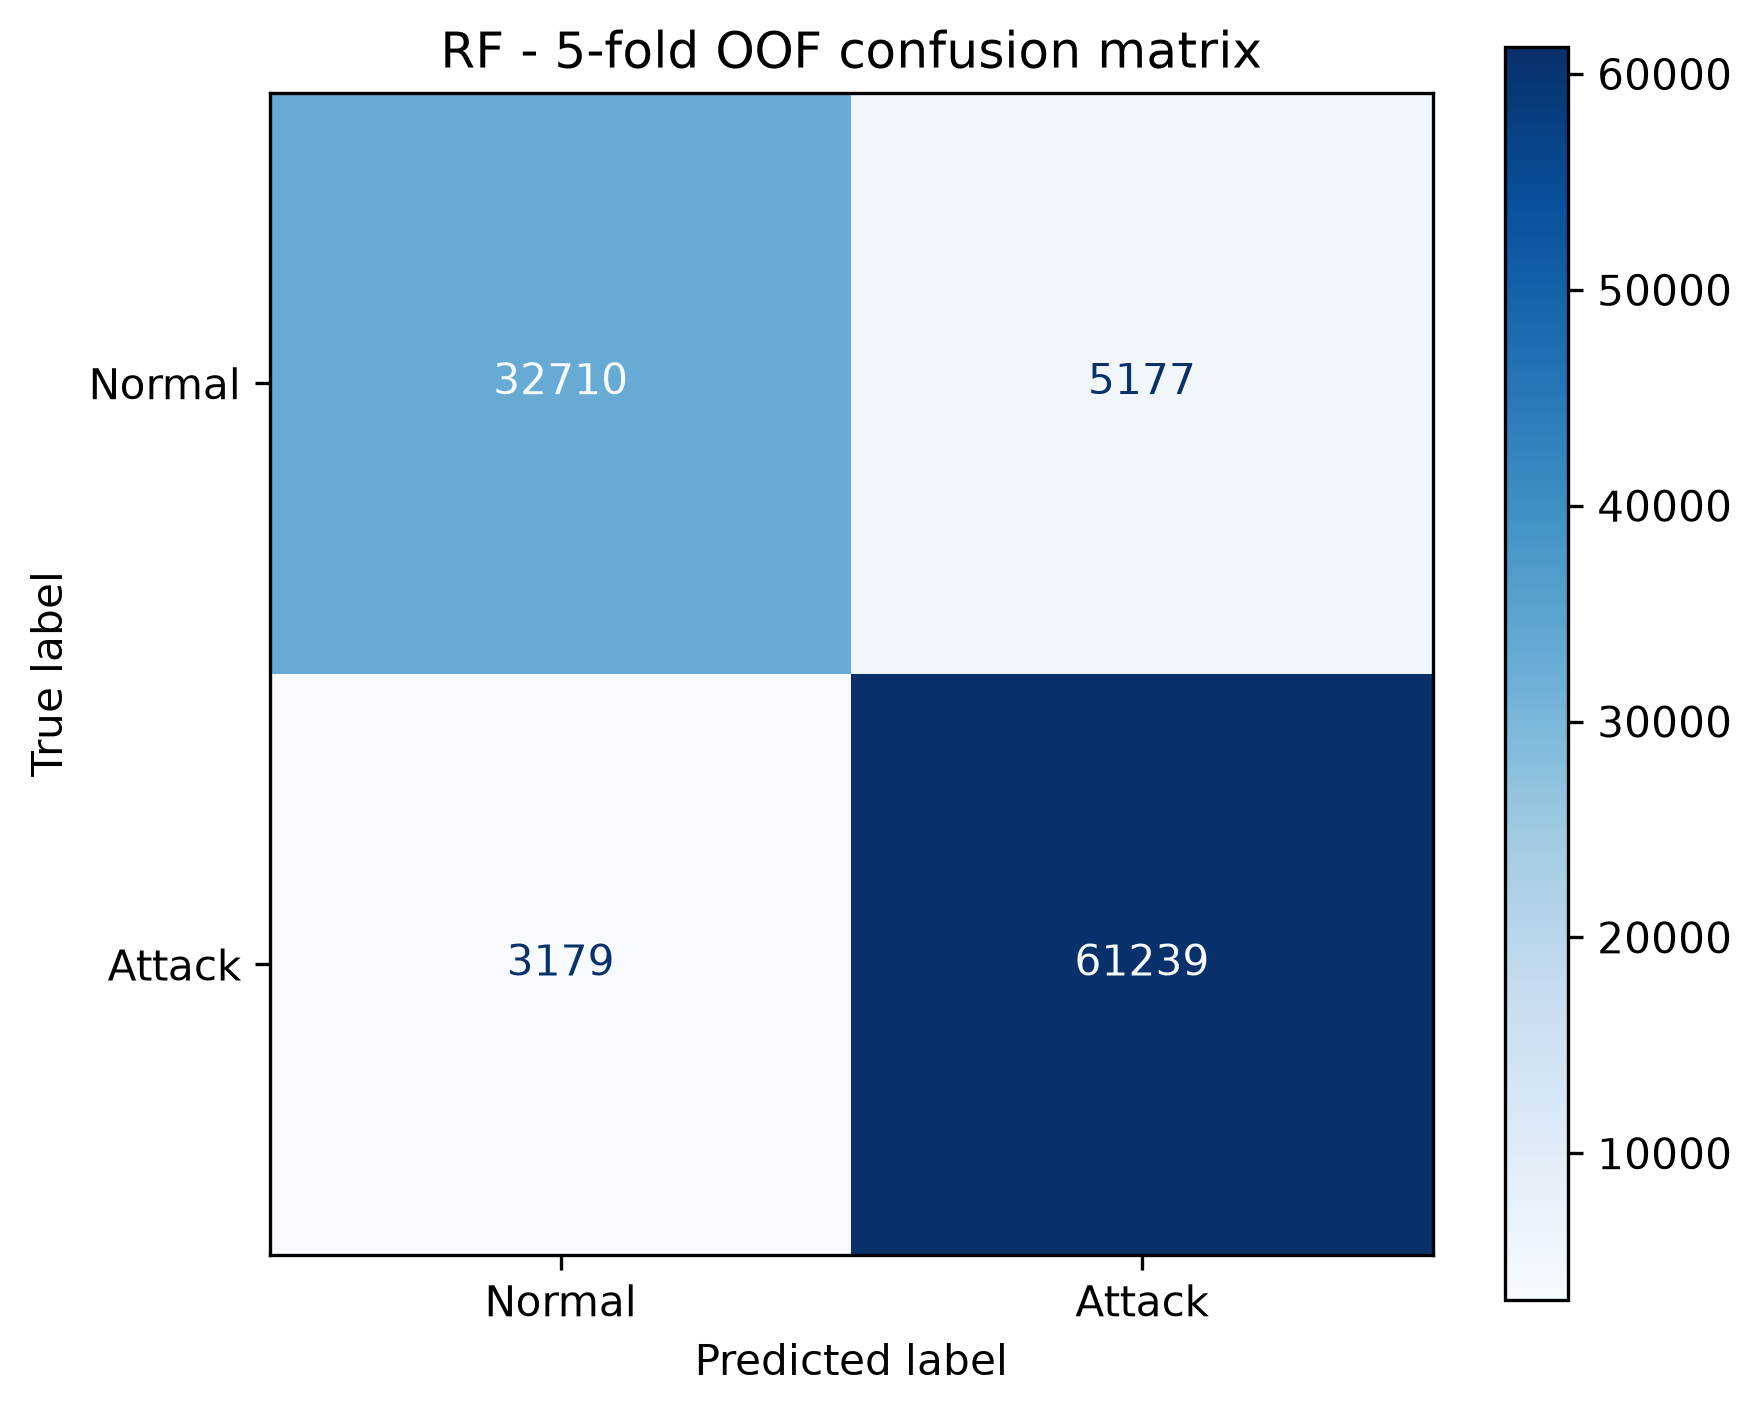 RF - 5-fold OOF confusion matrix
60000
50000
40000
30000
20000
10000
True label
Normal
32710
5177
Attack
3179
61239
Normal
Attack
Predicted label